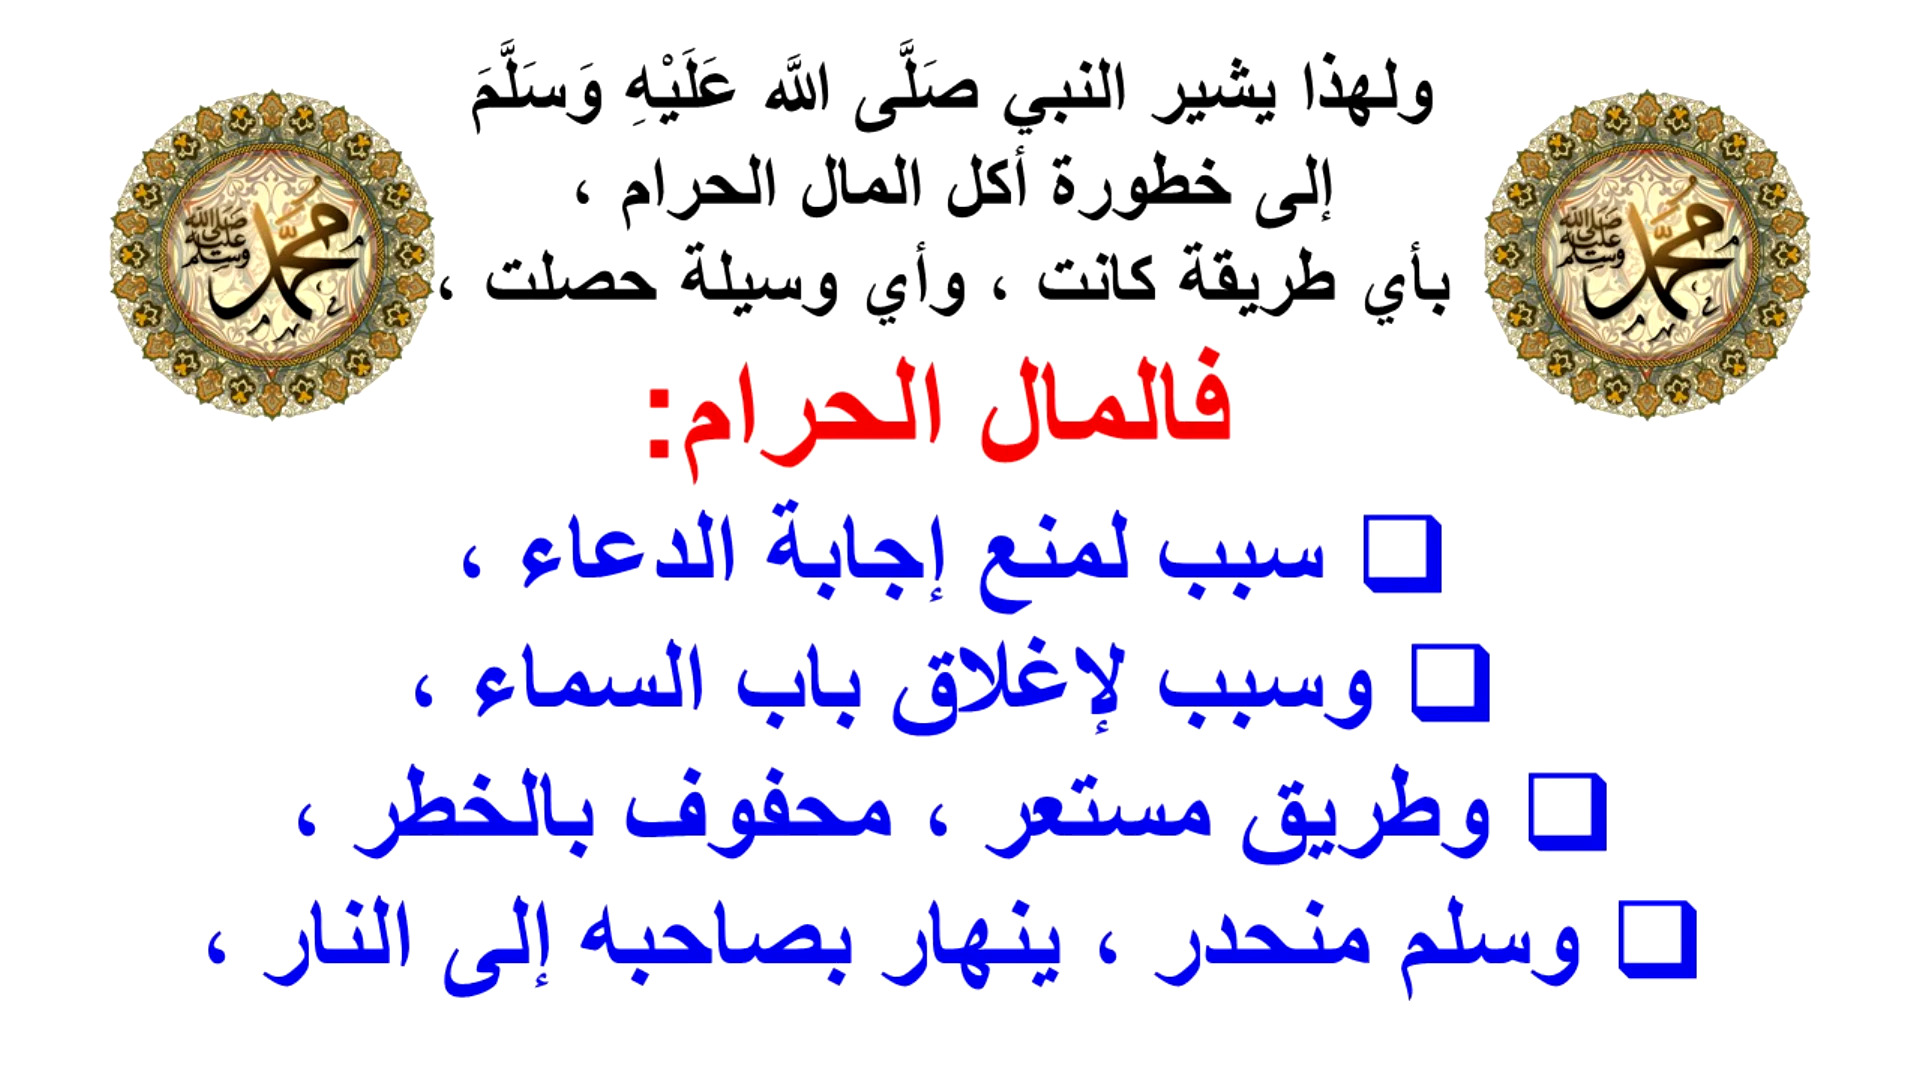 ولهذا يشير النبي صَلَّى الله عَلَيْهِ وَسَلَّمَ
إلى خطورة أكل المال الحرام ،
بأي طريقة كانت ، وأي وسيلة حصلت ،
محمد
صلى الله
عليه
وسلم
محمد
صلى الله
عليه
وسلم
فالمال الحرام:
❑ سبب لمنع إجابة الدعاء ،
❑ وسبب لإغلاق باب السماء ،
❑ وطريق مستعر ، محفوف بالخطر ،
❑ وسلم منحدر ، ينهار بصاحبه إلى النار ،